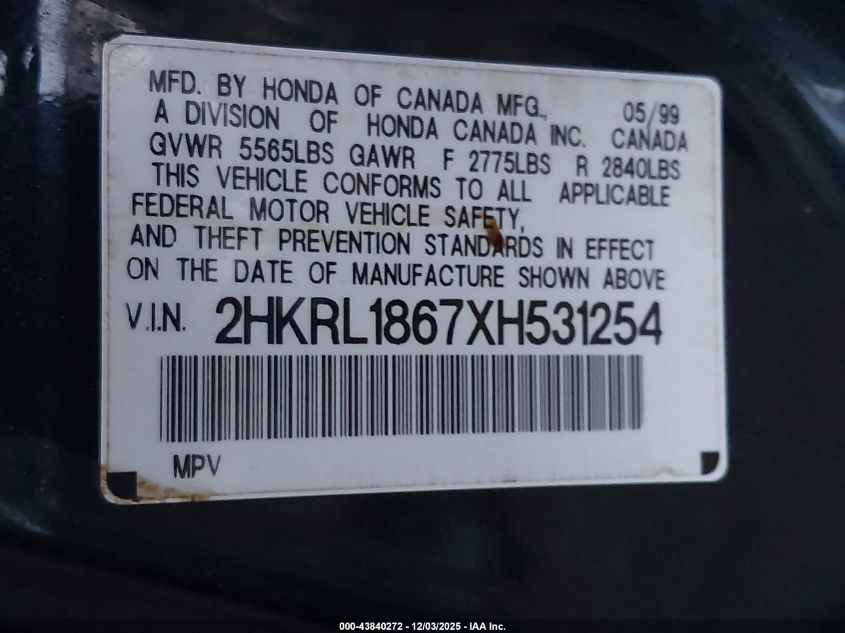 MFD. BY HONDA OF CANADA MFG., 05/99
A DIVISION OF HONDA CANADA INC. CANADA
GVWR 5565LBS GAWR F 2775LBS R 2840LBS
THIS VEHICLE CONFORMS TO ALL APPLICABLE
FEDERAL MOTOR VEHICLE SAFETY,
AND THEFT PREVENTION STANDARDS IN EFFECT
ON THE DATE OF MANUFACTURE SHOWN ABOVE
V.I.N. 2HKRL1867XH531254
MPV
000-43840272 - 12/03/2025 - IAA Inc.